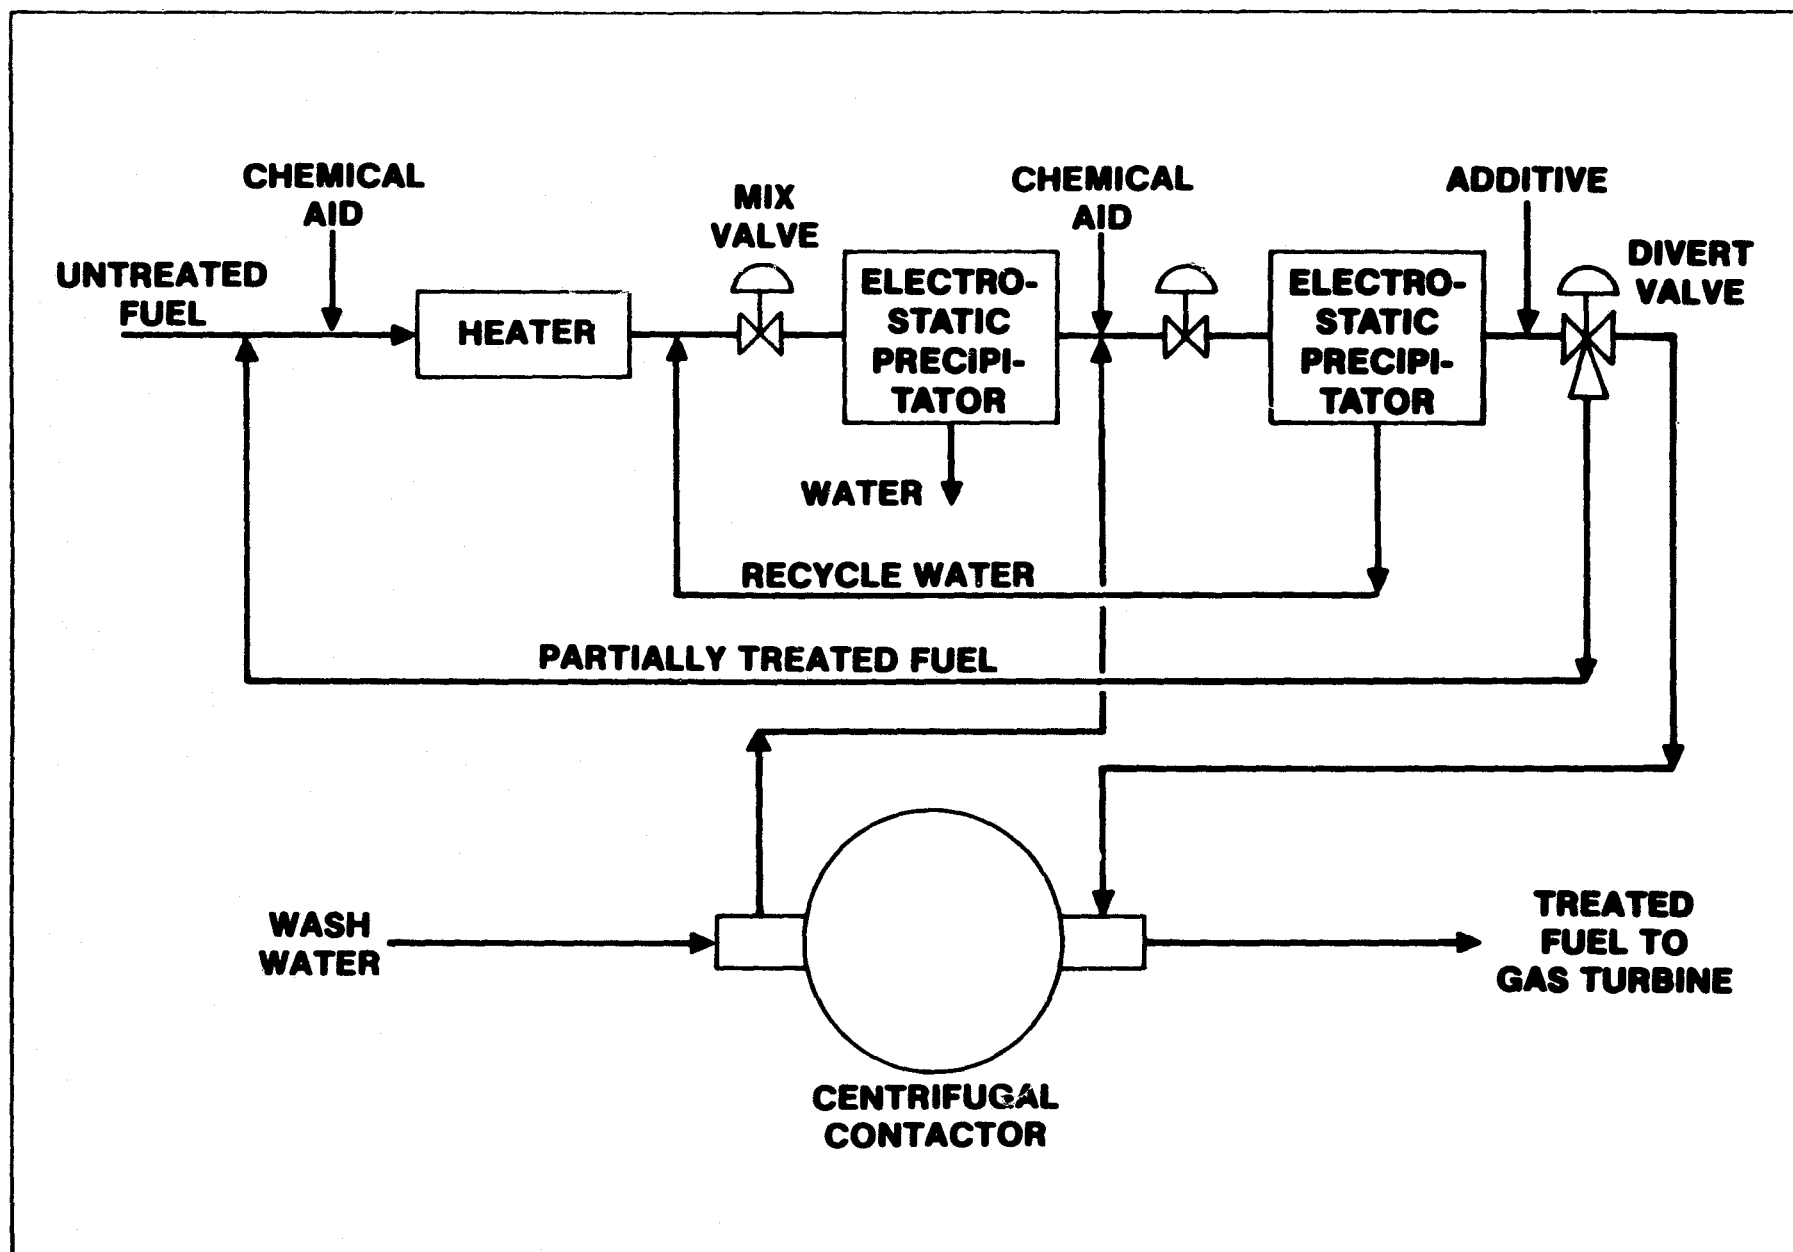 CHEMICAL
AID
UNTREATED
FUEL
HEATER
MIX
VALVE
ELECTRO-
STATIC
PRECIPI-
TATOR
CHEMICAL
AID
ELECTRO-
STATIC
PRECIPI-
TATOR
ADDITIVE
DIVERT
VALVE
WATER
RECYCLE WATER
PARTIALLY TREATED FUEL
WASH
WATER
CENTRIFUGAL
CONTACTOR
TREATED
FUEL TO
GAS TURBINE